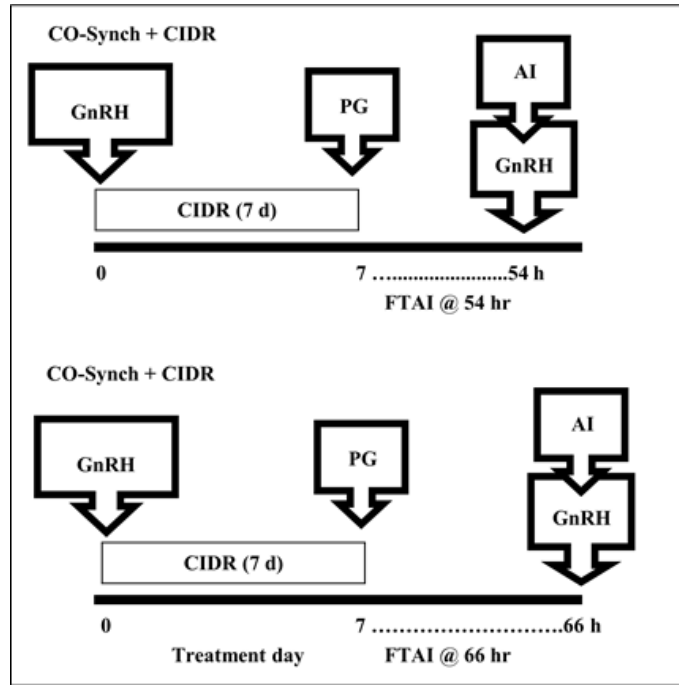 CO-Synch + CIDR
AI
GnRH
PG
GnRH
CIDR (7 d)
0 7 ........................54 h
FTAI @ 54 hr
CO-Synch + CIDR
AI
GnRH
PG
GnRH
CIDR (7 d)
0 7 ............................66 h
Treatment day FTAI @ 66 hr